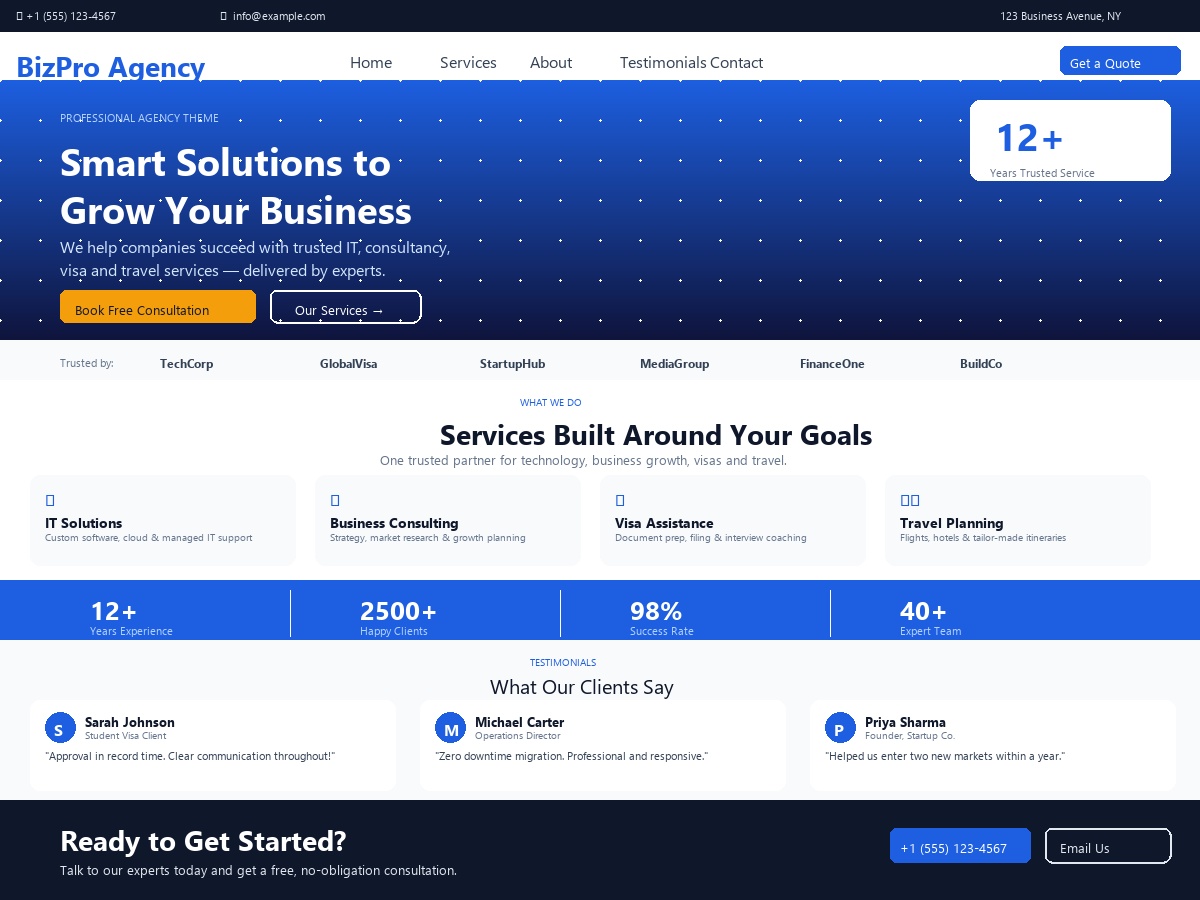 +1 (555) 123-4567
info@example.com
123 Business Avenue, NY
BizPro Agency
Home
Services
About
Testimonials
Contact
Get a Quote
PROFESSIONAL AGENCY THEME
Smart Solutions to
Grow Your Business
We help companies succeed with trusted IT, consultancy,
visa and travel services — delivered by experts.
Book Free Consultation
Our Services →
12+
Years Trusted Service
Trusted by:
TechCorp
GlobalVisa
StartupHub
MediaGroup
FinanceOne
BuildCo
WHAT WE DO
Services Built Around Your Goals
One trusted partner for technology, business growth, visas and travel.
IT Solutions
Custom software, cloud & managed IT support
Business Consulting
Strategy, market research & growth planning
Visa Assistance
Document prep, filing & interview coaching
Travel Planning
Flights, hotels & tailor-made itineraries
12+
Years Experience
2500+
Happy Clients
98%
Success Rate
40+
Expert Team
TESTIMONIALS
What Our Clients Say
S
Sarah Johnson
Student Visa Client
"Approval in record time. Clear communication throughout!"
M
Michael Carter
Operations Director
"Zero downtime migration. Professional and responsive."
P
Priya Sharma
Founder, Startup Co.
"Helped us enter two new markets within a year."
Ready to Get Started?
Talk to our experts today and get a free, no-obligation consultation.
+1 (555) 123-4567
Email Us